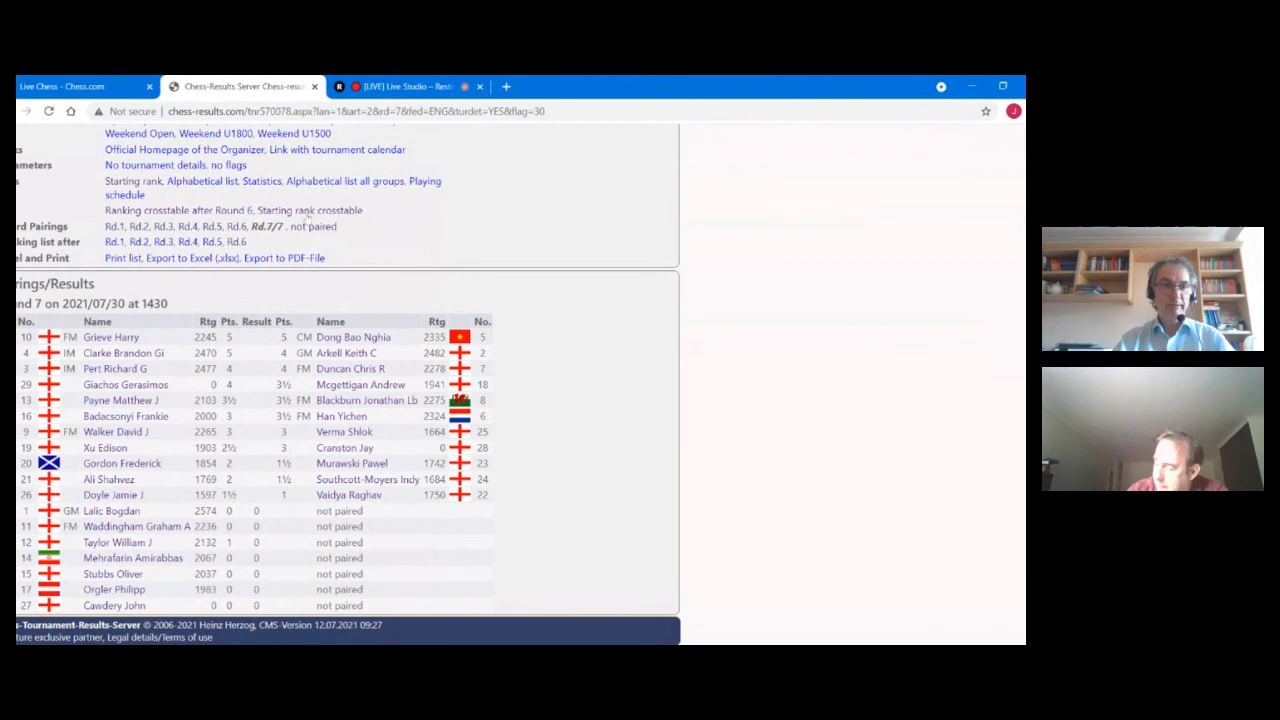 Live Chess - Chess.com
Chess-Results Server Chess-resu
R
[LIVE] Live Studio – Rest
Not secure
chess-results.com/tnr570078.aspx?lan=1&art=2&rd=7&fed=ENG&turdet=YES&flag=30
J
Weekend Open, Weekend U1800, Weekend U1500
ks Official Homepage of the Organizer, Link with tournament calendar
ameters No tournament details, no flags
s Starting rank, Alphabetical list, Statistics, Alphabetical list all groups, Playing
schedule
Ranking crosstable after Round 6, Starting rank crosstable
rd Pairings Rd.1, Rd.2, Rd.3, Rd.4, Rd.5, Rd.6, Rd.7/7 , not paired
king list after Rd.1, Rd.2, Rd.3, Rd.4, Rd.5, Rd.6
el and Print Print list, Export to Excel (.xlsx), Export to PDF-File
rings/Results
nd 7 on 2021/07/30 at 1430
No. Name Rtg Pts. Result Pts. Name Rtg No.
10 FM Grieve Harry 2245 5 5 CM Dong Bao Nghia 2335 5
4 IM Clarke Brandon Gi 2470 5 4 GM Arkell Keith C 2482 2
3 IM Pert Richard G 2477 4 4 FM Duncan Chris R 2278 7
29 Giachos Gerasimos 0 4 3½ Mcgettigan Andrew 1941 18
13 Payne Matthew J 2103 3½ 3½ FM Blackburn Jonathan Lb 2275 8
16 Badacsonyi Frankie 2000 3 3½ FM Han Yichen 2324 6
9 FM Walker David J 2265 3 3 Verma Shlok 1664 25
19 Xu Edison 1903 2½ 3 Cranston Jay 0 28
20 Gordon Frederick 1854 2 1½ Murawski Pawel 1742 23
21 Ali Shahvez 1769 2 1½ Southcott-Moyers Indy 1684 24
26 Doyle Jamie J 1597 1½ 1 Vaidya Raghav 1750 22
1 GM Lalic Bogdan 2574 0 0 not paired
11 FM Waddingham Graham A 2236 0 0 not paired
12 Taylor William J 2132 1 0 not paired
14 Mehrafarin Amirabbas 2067 0 0 not paired
15 Stubbs Oliver 2037 0 0 not paired
17 Orgler Philipp 1983 0 0 not paired
27 Cawdery John 0 0 0 not paired
s-Tournament-Results-Server © 2006-2021 Heinz Herzog, CMS-Version 12.07.2021 09:27
ture exclusive partner, Legal details/Terms of use